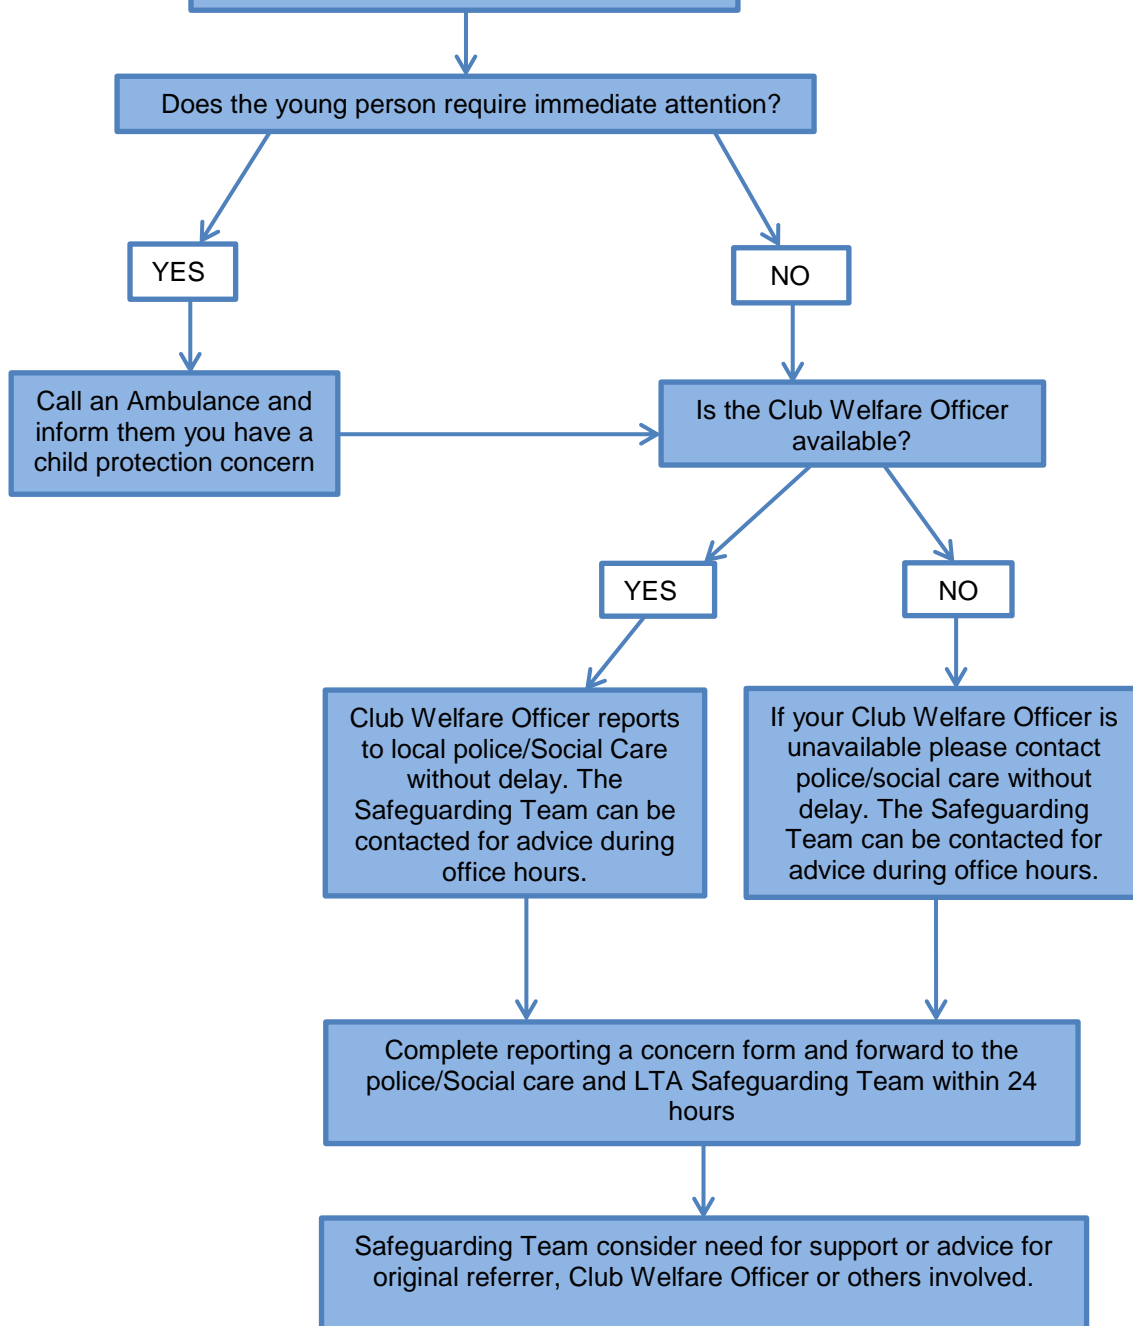 Does the young person require immediate attention?
YES
NO
Call an Ambulance and
inform them you have a
child protection concern
Is the Club Welfare Officer
available?
YES
NO
Club Welfare Officer reports
to local police/Social Care
without delay. The
Safeguarding Team can be
contacted for advice during
office hours.
If your Club Welfare Officer is
unavailable please contact
police/social care without
delay. The Safeguarding
Team can be contacted for
advice during office hours.
Complete reporting a concern form and forward to the
police/Social care and LTA Safeguarding Team within 24
hours
Safeguarding Team consider need for support or advice for
original referrer, Club Welfare Officer or others involved.